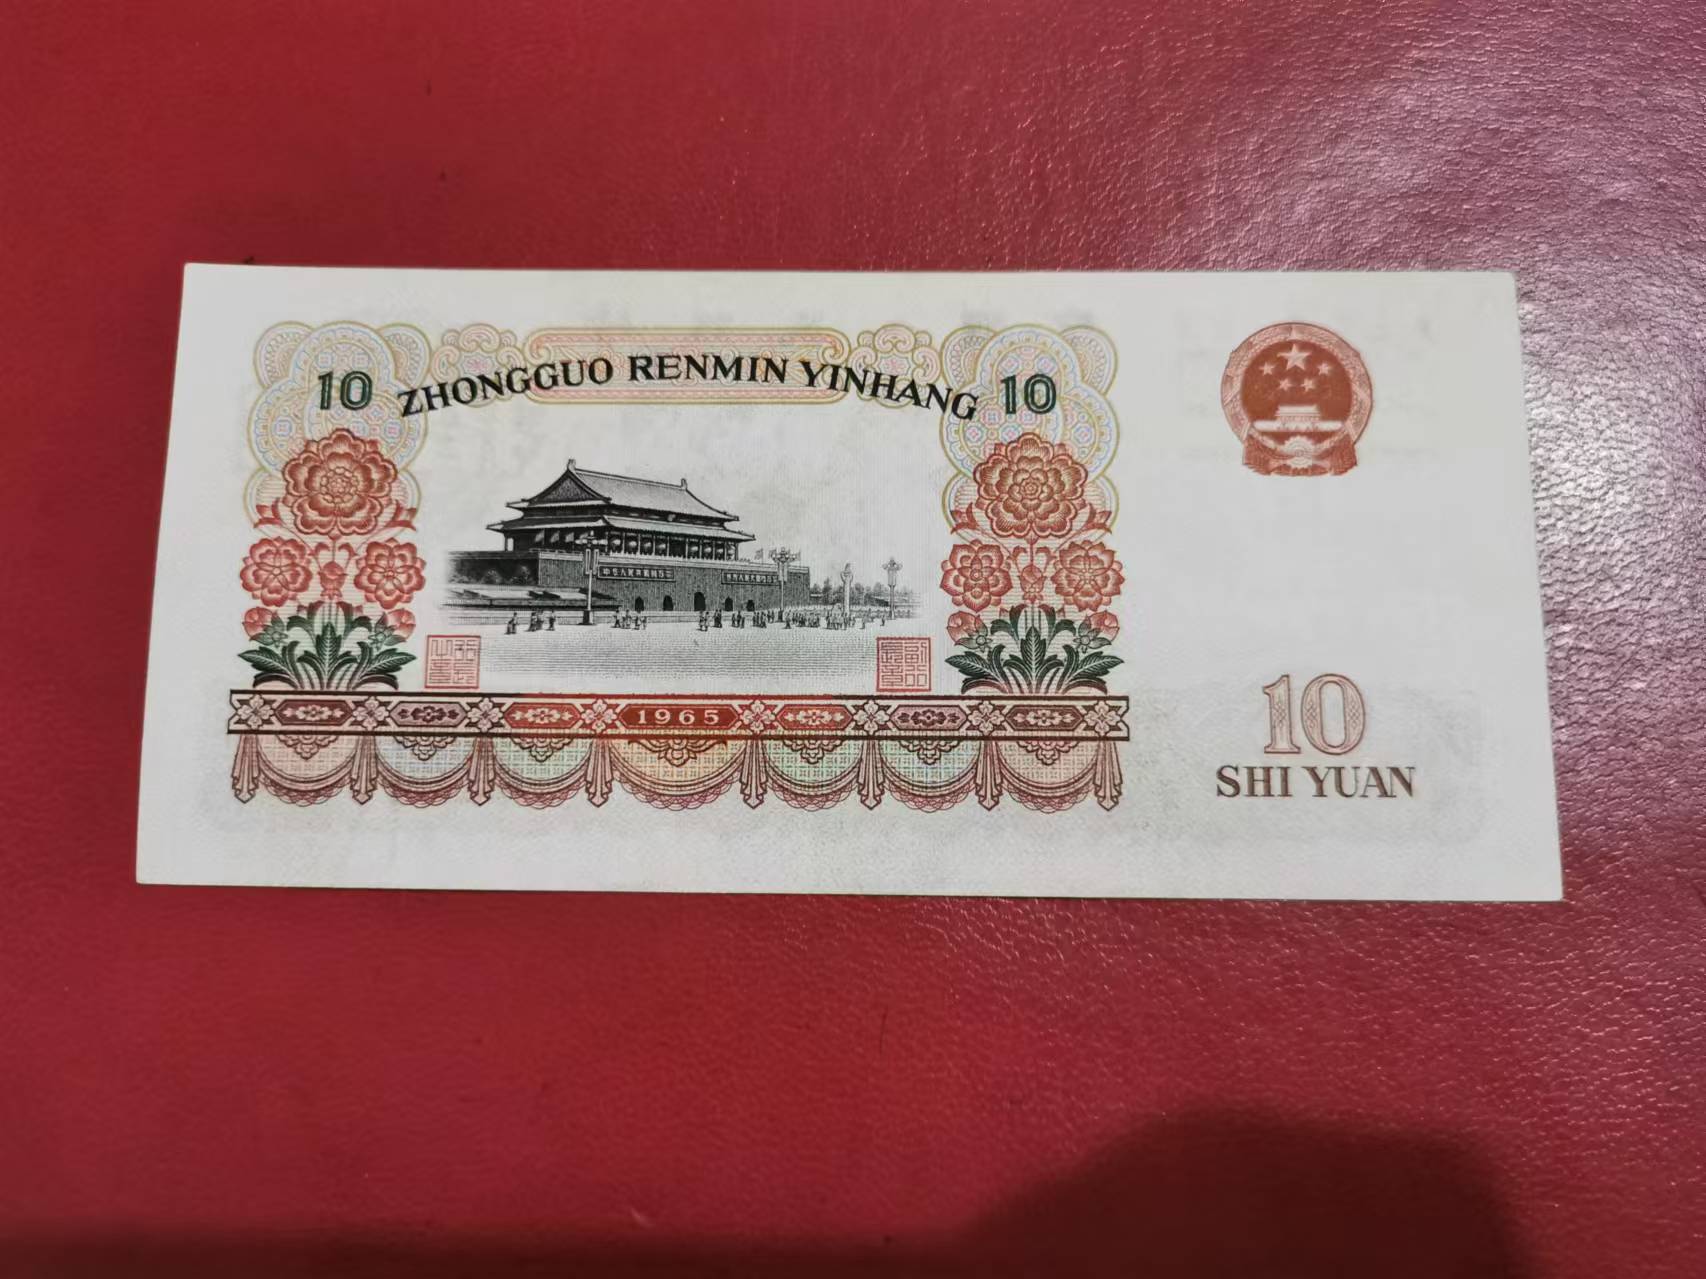 10 ZHONGGUO RENMIN YINHANG 10
1965
10
SHI YUAN